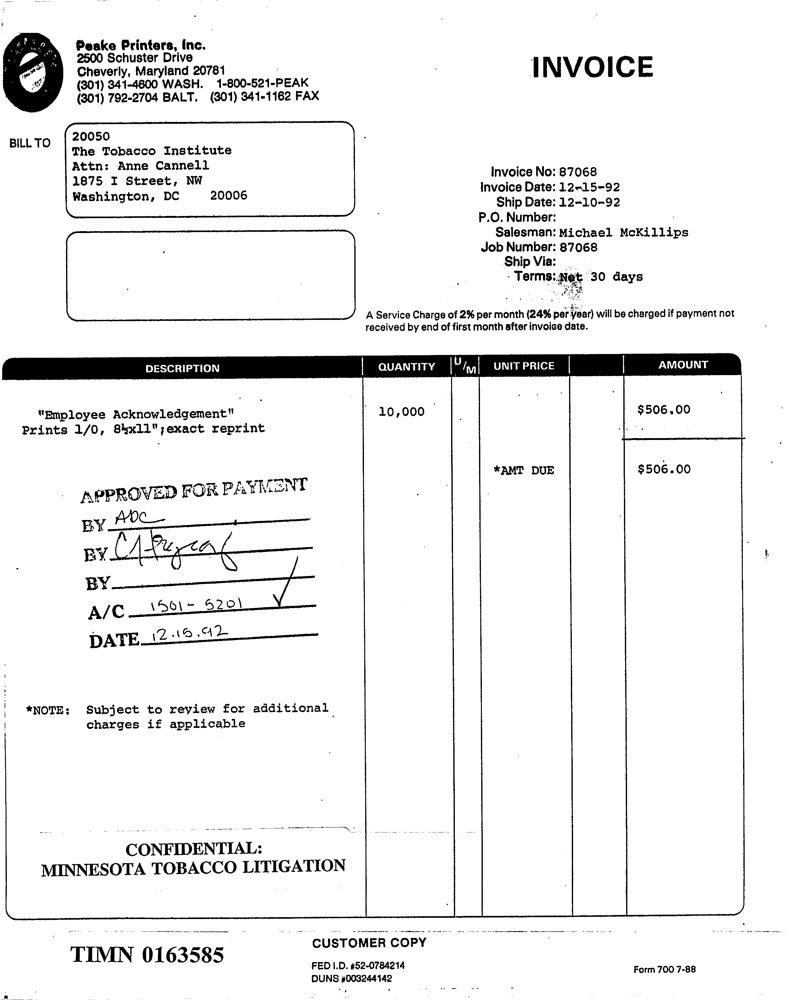 Peake Printers, Inc.
2500 Schuster Drive
Cheverly, Maryland 20781
(301) 341-4600 WASH. 1-800-521-PEAK
(301) 792-2704 BALT. (301) 341-1162 FAX
INVOICE
BILL TO
20050
The Tobacco Institute
Attn: Anne Cannell
1875 I Street, NW
Washington, DC 20006
Invoice No: 87068
Invoice Date: 12-15-92
Ship Date: 12-10-92
P.O. Number:
Salesman: Michael McKillips
Job Number: 87068
Ship Via:
Terms: Net 30 days
A Service Charge of 2% per month (24% per year) will be charged if payment not
received by end of first month after invoice date.
DESCRIPTION QUANTITY U/M UNIT PRICE AMOUNT
"Employee Acknowledgement" 10,000 $506.00
Prints 1/0, 8½x11"; exact reprint
*AMT DUE $506.00
APPROVED FOR PAYMENT
BY ADC
BY
BY
A/C 1501-5201
DATE 12.15.92
*NOTE: Subject to review for additional
charges if applicable
CONFIDENTIAL:
MINNESOTA TOBACCO LITIGATION
TIMN 0163585
CUSTOMER COPY
FED I.D. #52-0784214
DUNS #003244142
Form 700 7-88